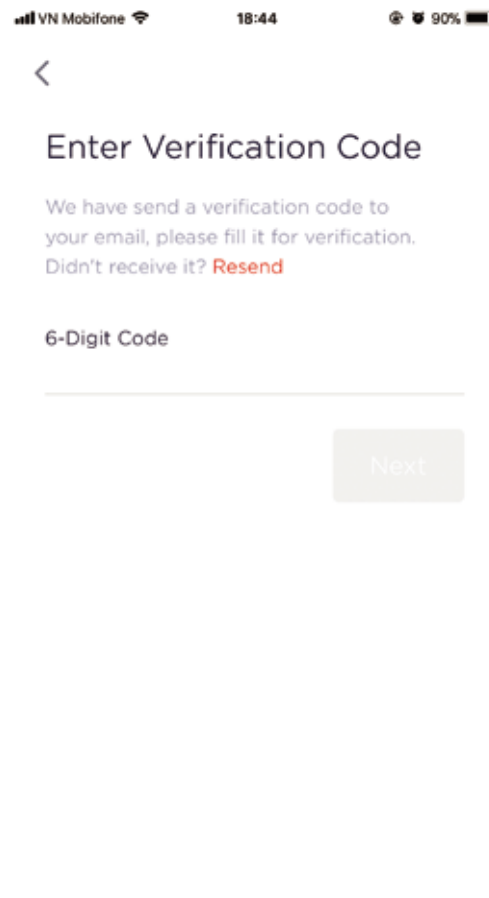 VN Mobifone 18:44 90%
Enter Verification Code
We have send a verification code to
your email, please fill it for verification.
Didn't receive it? Resend
6-Digit Code
Next